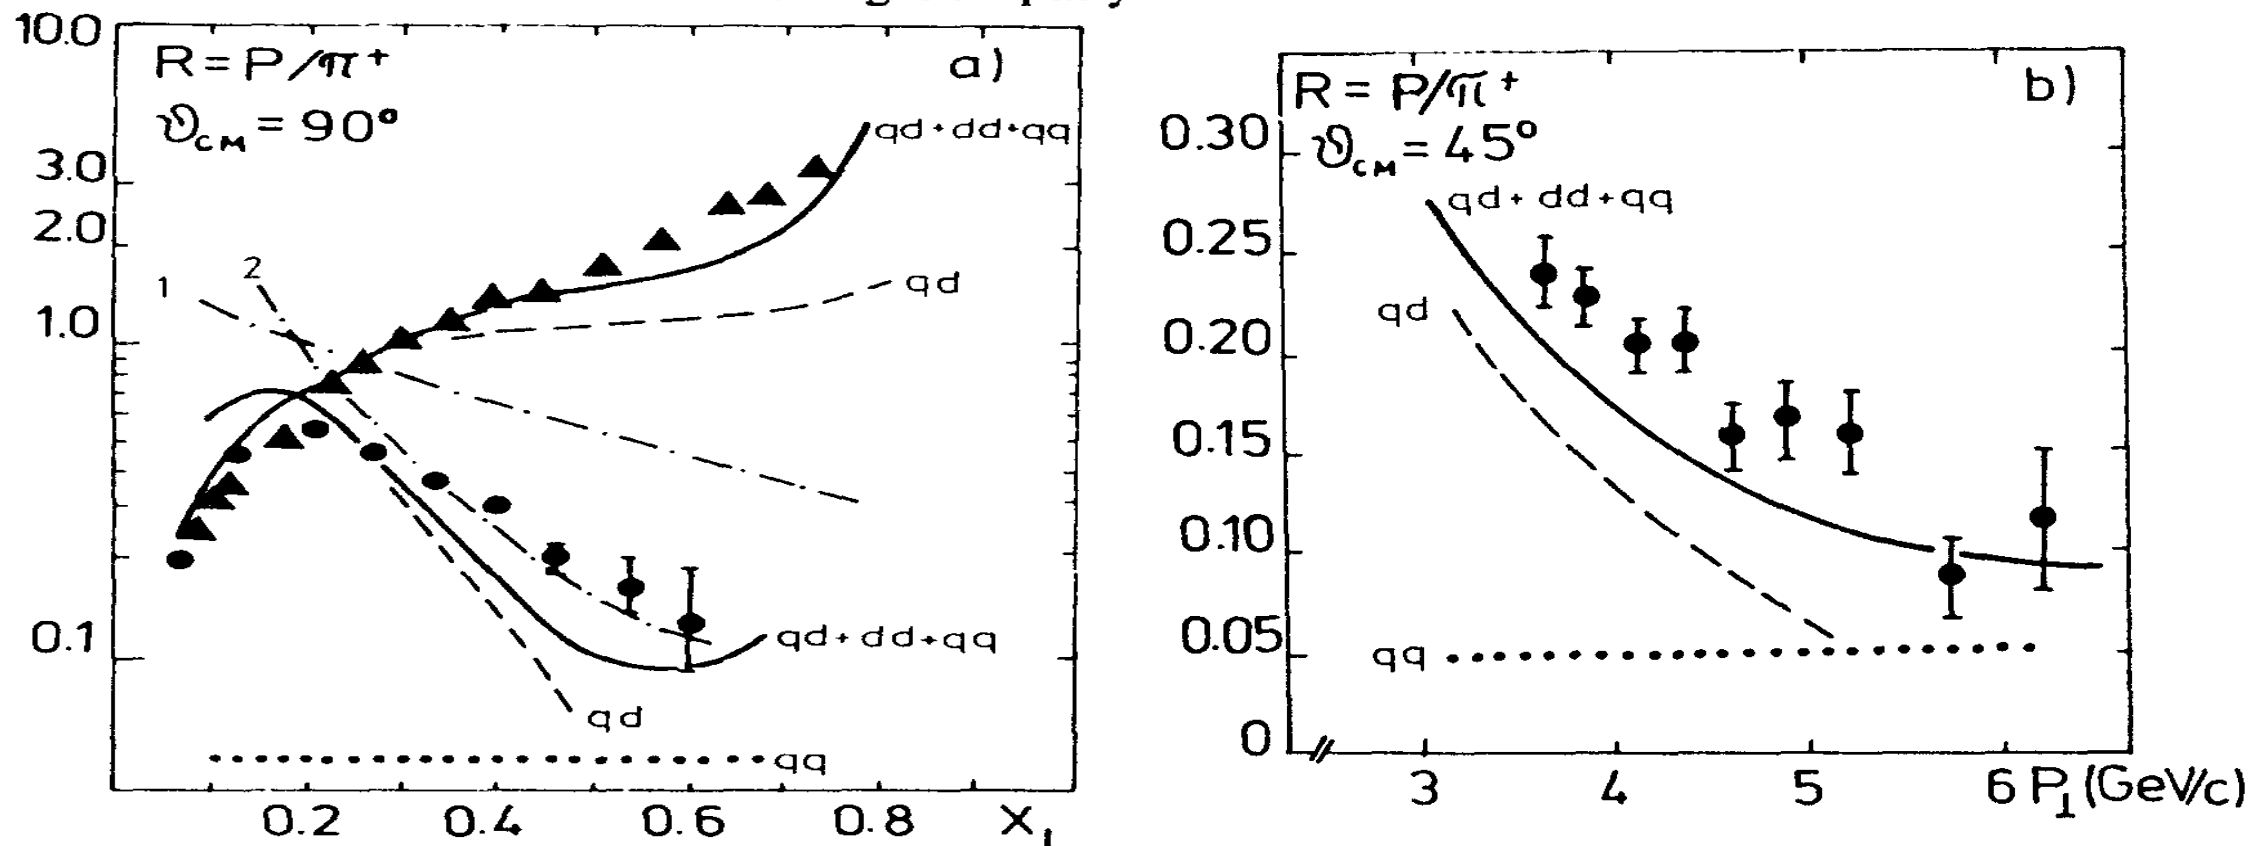 R = P/π⁺
a)
ϑCM = 90°
10.0
3.0
2.0
1.0
0.1
1
2
qd+dd+qq
qd
qd+dd+qq
qd
qq
0.2 0.4 0.6 0.8 X⊥
R = P/π⁺
b)
ϑCM = 45°
0.30
0.25
0.20
0.15
0.10
0.05
0
qd+dd+qq
qd
qq
3 4 5 6 P⊥(GeV/c)